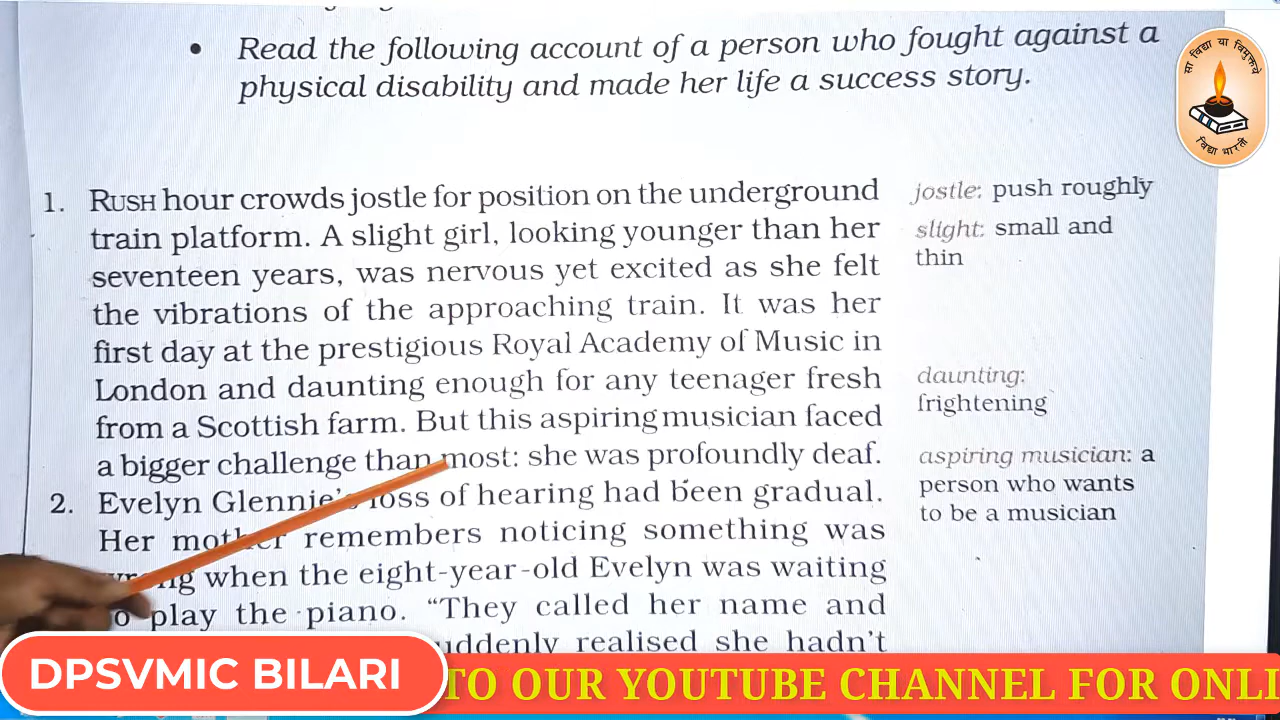 • Read the following account of a person who fought against a
physical disability and made her life a success story.
1. RUSH hour crowds jostle for position on the underground
train platform. A slight girl, looking younger than her
seventeen years, was nervous yet excited as she felt
the vibrations of the approaching train. It was her
first day at the prestigious Royal Academy of Music in
London and daunting enough for any teenager fresh
from a Scottish farm. But this aspiring musician faced
a bigger challenge than most: she was profoundly deaf.
2. Evelyn Glennie's loss of hearing had been gradual.
Her mother remembers noticing something was
wrong when the eight-year-old Evelyn was waiting
to play the piano. “They called her name and
suddenly realised she hadn't
jostle: push roughly
slight: small and
thin
daunting:
frightening
aspiring musician: a
person who wants
to be a musician
सा विद्या या विमुक्तये
विद्या भारती
DPSVMIC BILARI
TO OUR YOUTUBE CHANNEL FOR ONLI